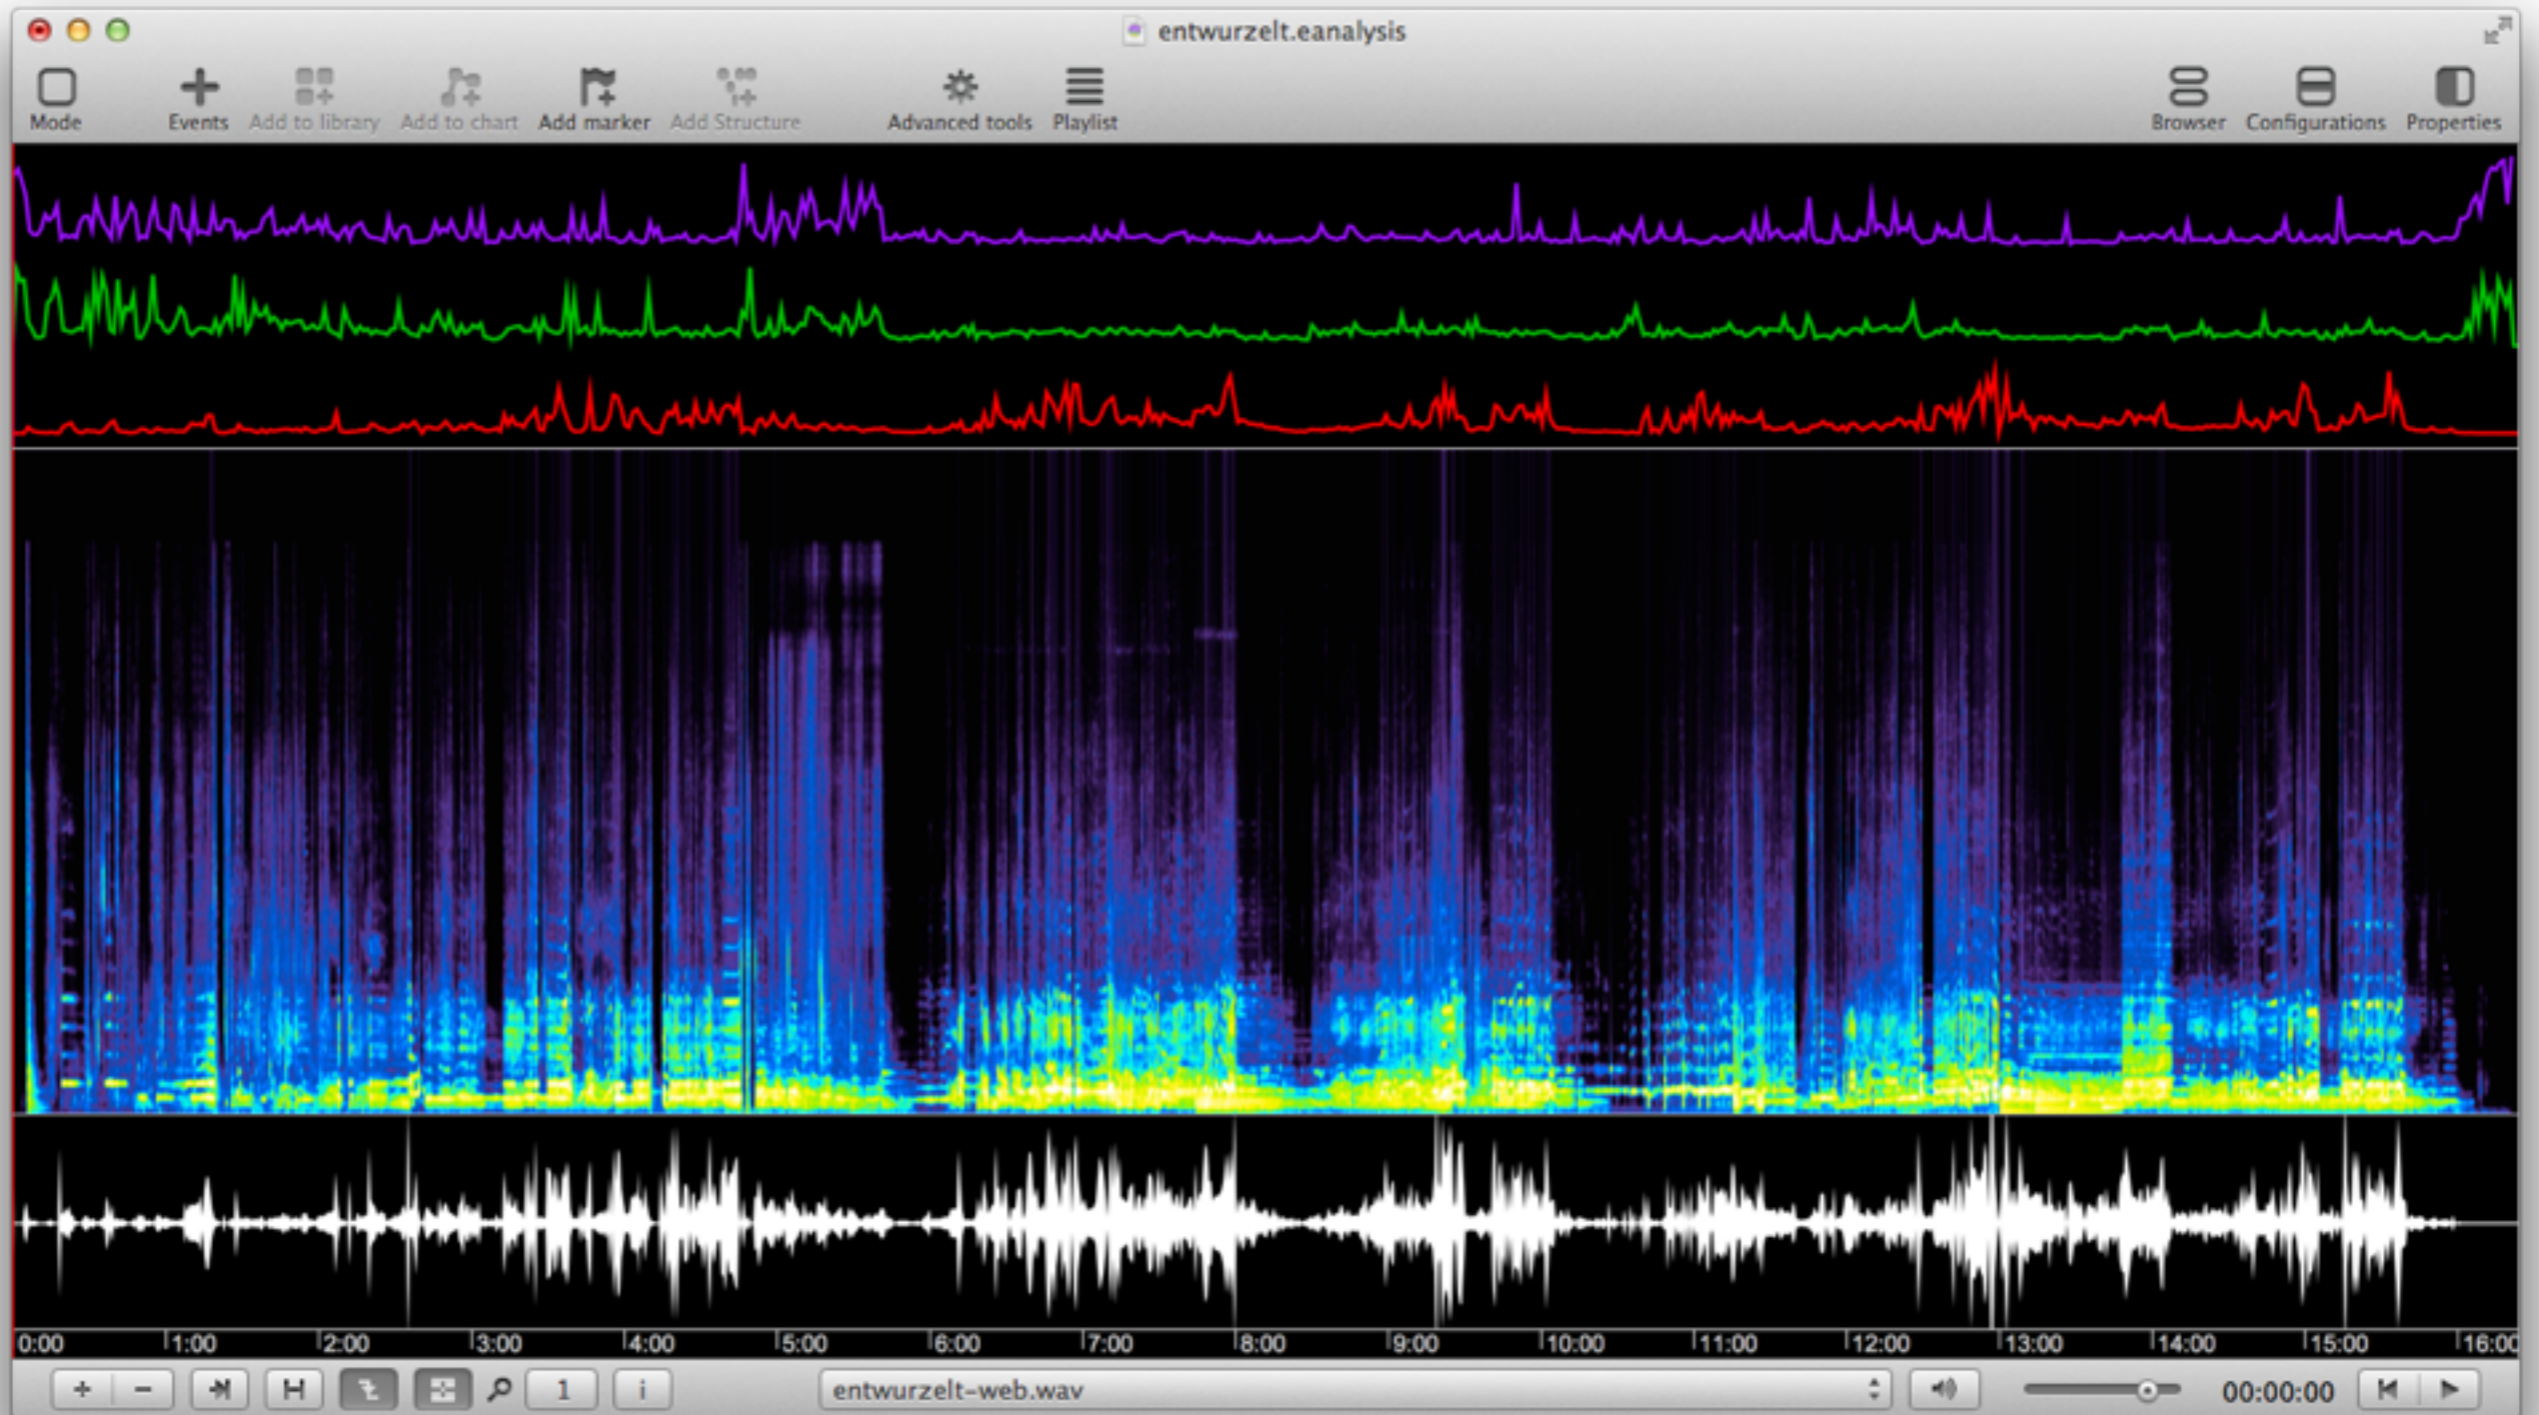 entwurzelt.eanalysis
Mode Events Add to library Add to chart Add marker Add Structure Advanced tools Playlist Browser Configurations Properties
0:00 1:00 2:00 3:00 4:00 5:00 6:00 7:00 8:00 9:00 10:00 11:00 12:00 13:00 14:00 15:00 16:00
1 i entwurzelt-web.wav 00:00:00